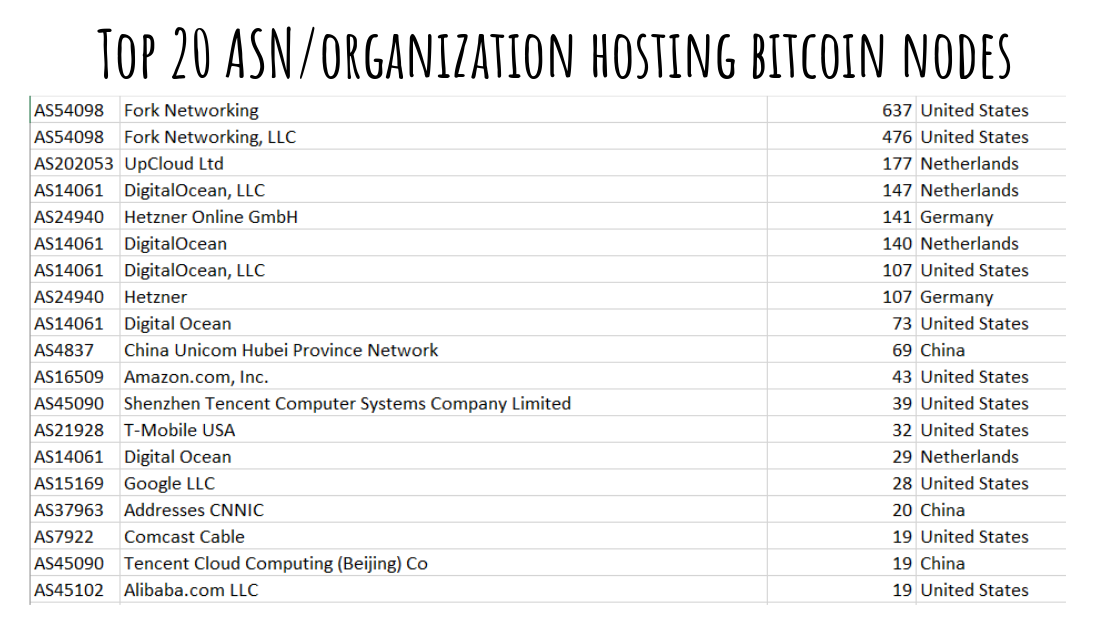 Top 20 ASN/organization hosting bitcoin nodes
AS54098 Fork Networking 637 United States
AS54098 Fork Networking, LLC 476 United States
AS202053 UpCloud Ltd 177 Netherlands
AS14061 DigitalOcean, LLC 147 Netherlands
AS24940 Hetzner Online GmbH 141 Germany
AS14061 DigitalOcean 140 Netherlands
AS14061 DigitalOcean, LLC 107 United States
AS24940 Hetzner 107 Germany
AS14061 Digital Ocean 73 United States
AS4837 China Unicom Hubei Province Network 69 China
AS16509 Amazon.com, Inc. 43 United States
AS45090 Shenzhen Tencent Computer Systems Company Limited 39 United States
AS21928 T-Mobile USA 32 United States
AS14061 Digital Ocean 29 Netherlands
AS15169 Google LLC 28 United States
AS37963 Addresses CNNIC 20 China
AS7922 Comcast Cable 19 United States
AS45090 Tencent Cloud Computing (Beijing) Co 19 China
AS45102 Alibaba.com LLC 19 United States